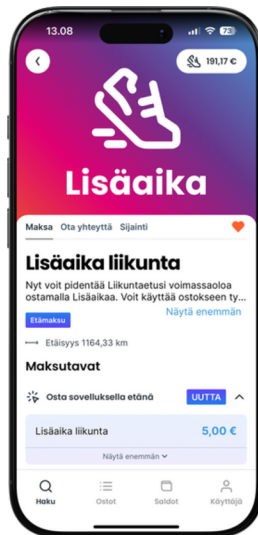 13.08
72
191,17 €
Lisäaika
Maksa Ota yhteyttä Sijainti
Lisäaika liikunta
Nyt voit pidentää Liikuntaetusi voimassaoloa
ostamalla Lisäaikaa. Voit käyttää ostokseen ty...
Näytä enemmän
Etämaksu
Etäisyys 1164,33 km
Maksutavat
Osta sovelluksella etänä UUTTA
Lisäaika liikunta 5,00 €
Näytä enemmän
Haku Ostot Saldot Käyttäjä